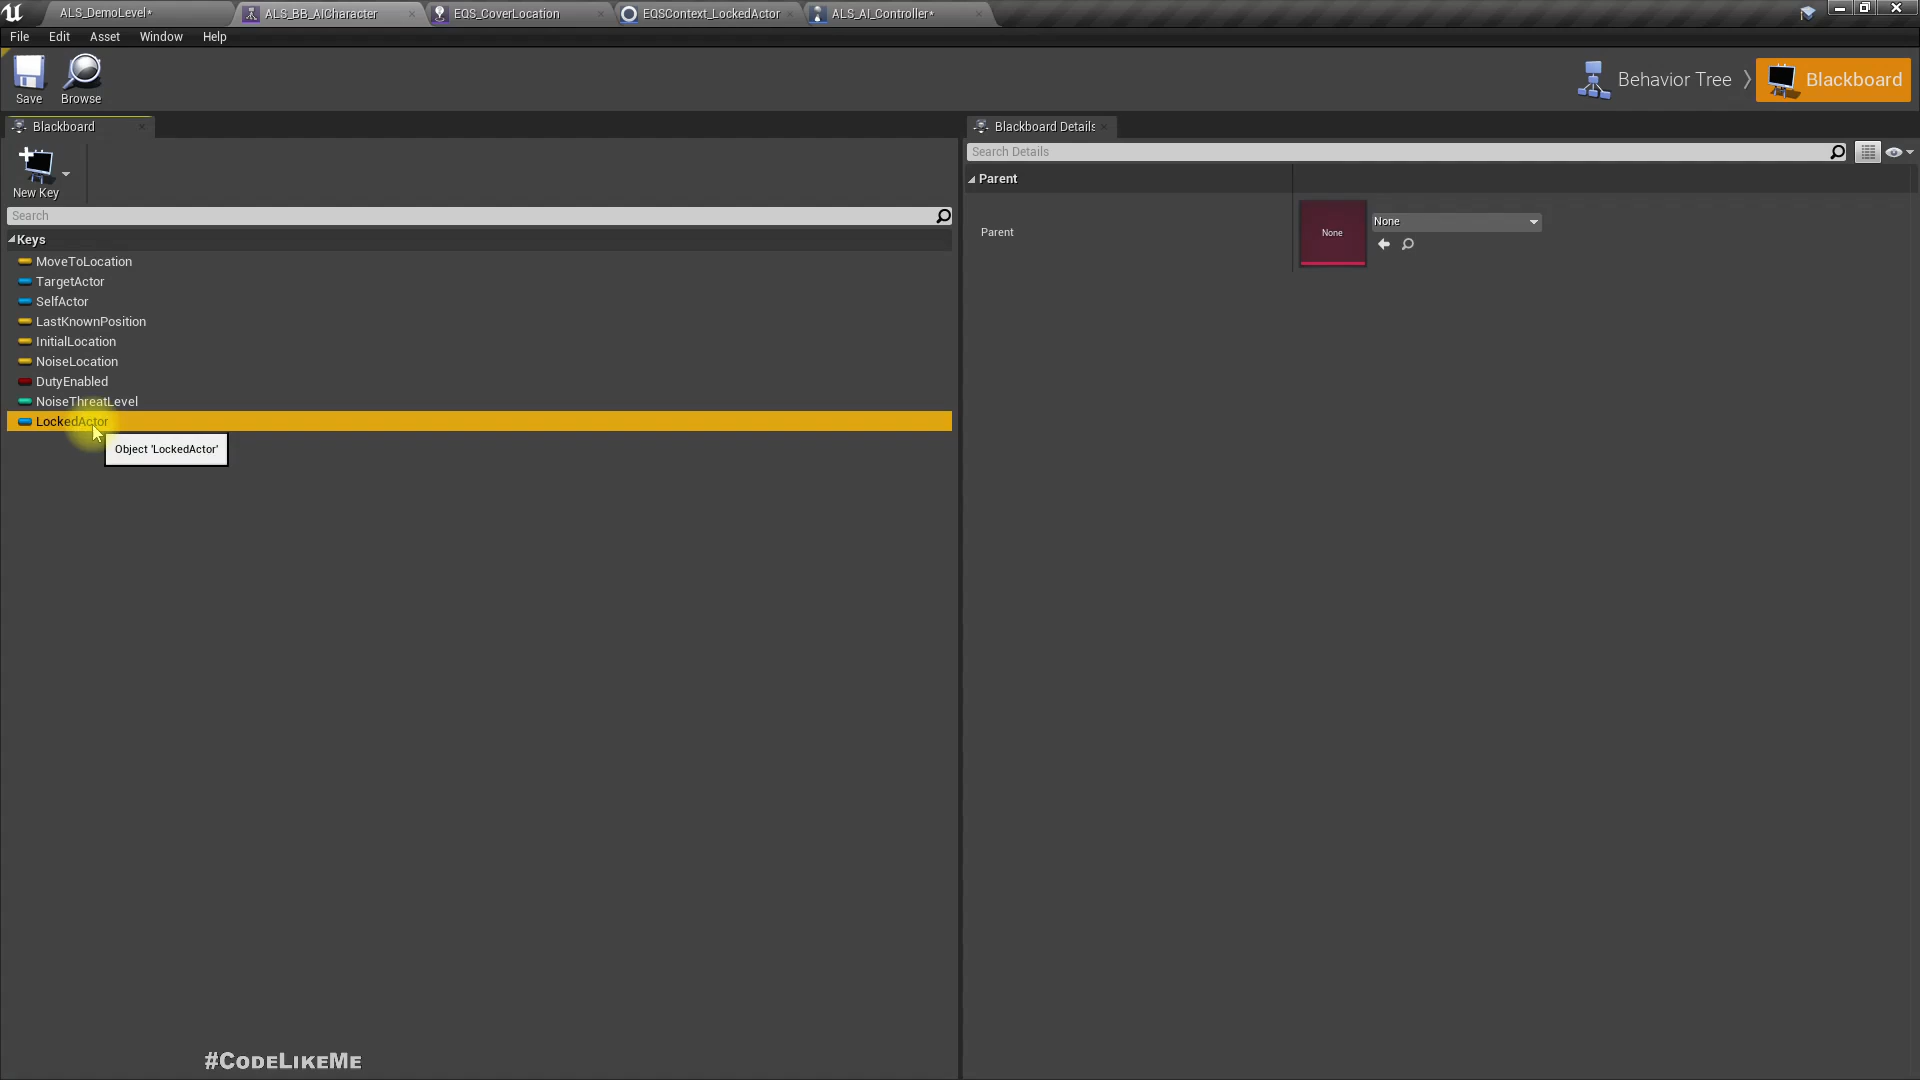 ALS_DemoLevel*
ALS_BB_AICharacter
EQS_CoverLocation
EQSContext_LockedActor
ALS_AI_Controller*
File
Edit
Asset
Window
Help
Save
Browse
Behavior Tree
Blackboard
Blackboard
New Key
Search
Keys
MoveToLocation
TargetActor
SelfActor
LastKnownPosition
InitialLocation
NoiseLocation
DutyEnabled
NoiseThreatLevel
LockedActor
Object 'LockedActor'
Blackboard Details
Search Details
Parent
Parent
None
None
#CodeLikeMe